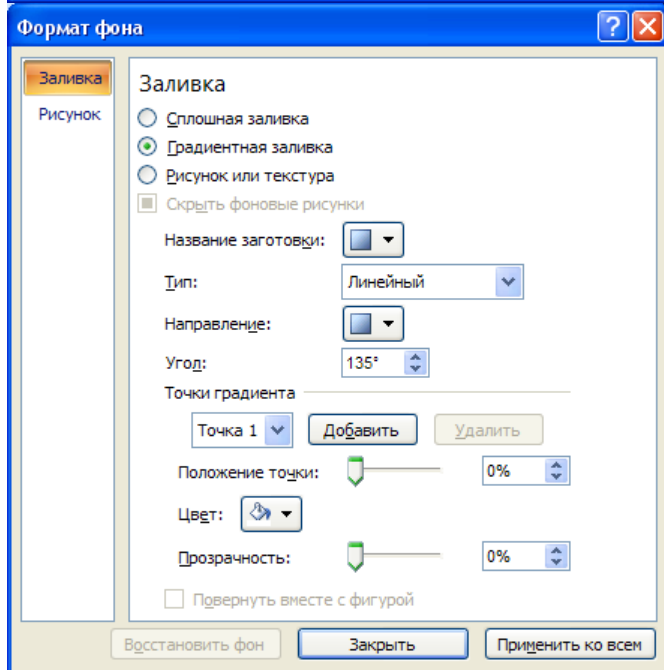 Формат фона
Заливка
Рисунок
Заливка
Сплошная заливка
Градиентная заливка
Рисунок или текстура
Скрыть фоновые рисунки
Название заготовки:
Тип: Линейный
Направление:
Угол: 135°
Точки градиента
Точка 1 Добавить Удалить
Положение точки: 0%
Цвет:
Прозрачность: 0%
Повернуть вместе с фигурой
Восстановить фон Закрыть Применить ко всем